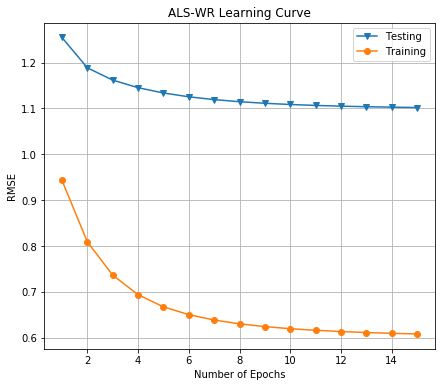 ALS-WR Learning Curve
Testing
Training
RMSE
1.2
1.1
1.0
0.9
0.8
0.7
0.6
2 4 6 8 10 12 14
Number of Epochs